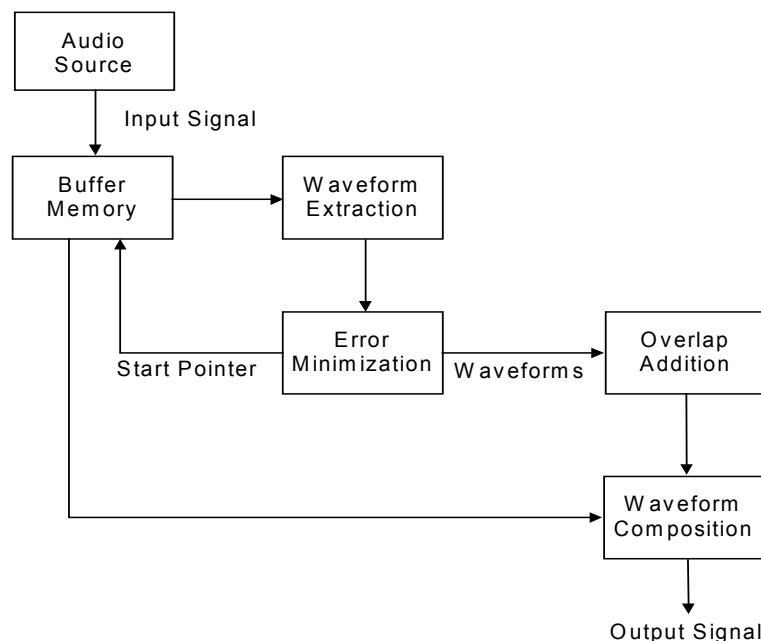 Audio
Source
Input Signal
Buffer
Memory
Waveform
Extraction
Start Pointer
Error
Minimization
Waveforms
Overlap
Addition
Waveform
Composition
Output Signal